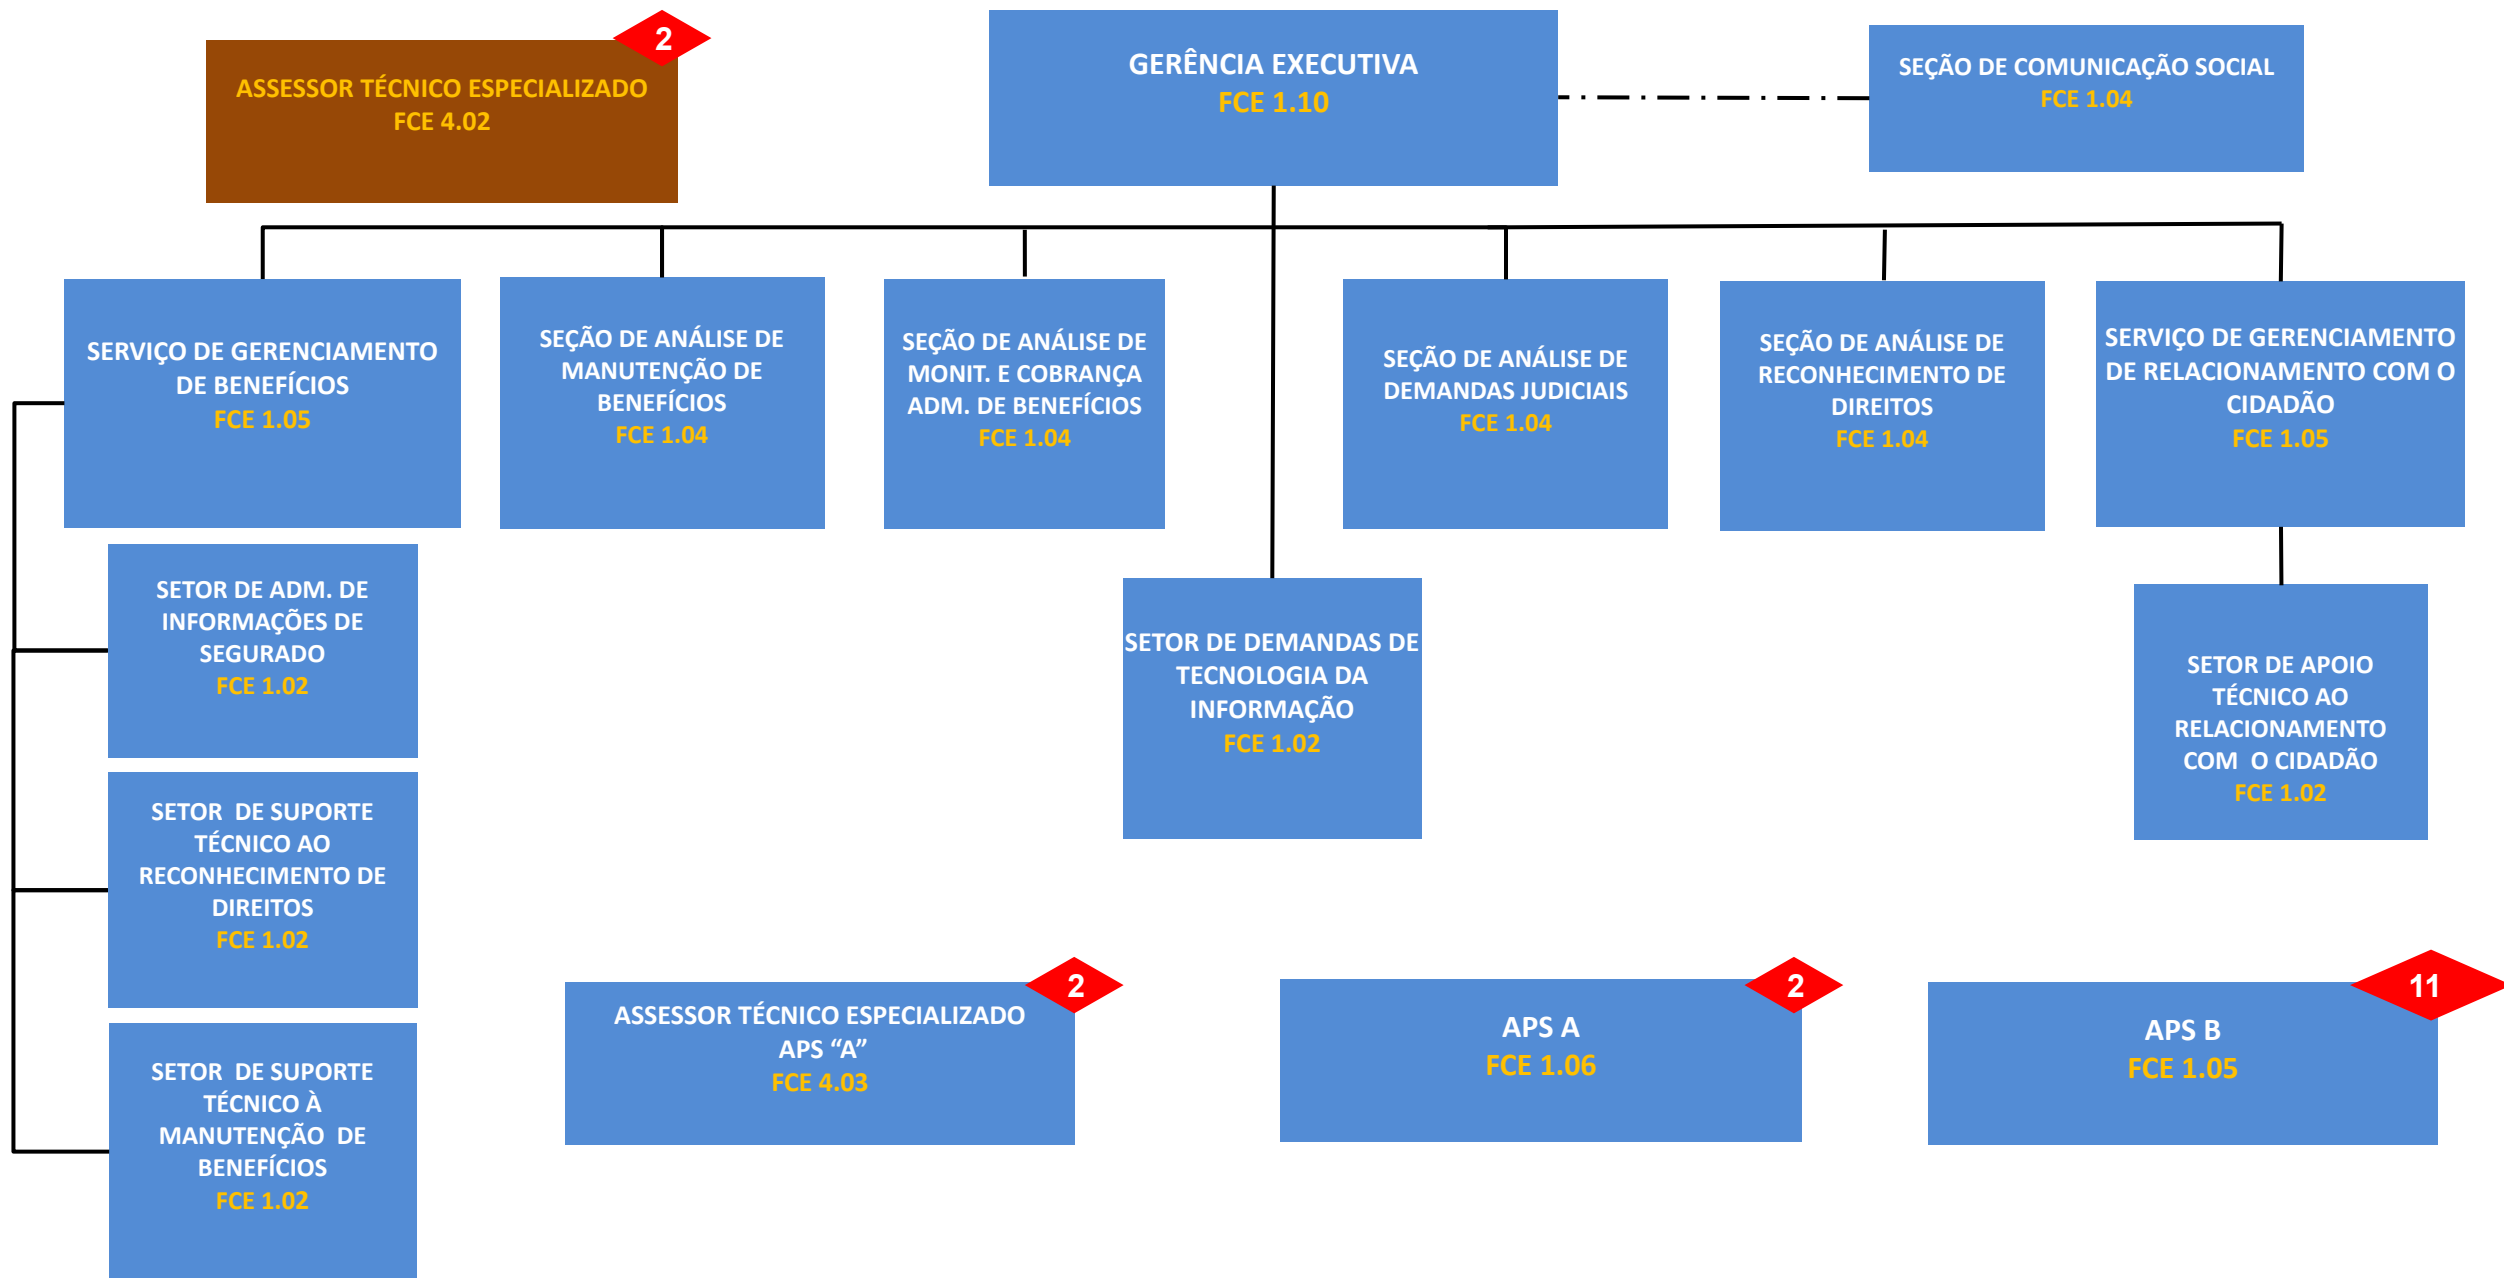 2
ASSESSOR TÉCNICO ESPECIALIZADO
FCE 4.02
GERÊNCIA EXECUTIVA
FCE 1.10
SEÇÃO DE COMUNICAÇÃO SOCIAL
FCE 1.04
SERVIÇO DE GERENCIAMENTO
DE BENEFÍCIOS
FCE 1.05
SEÇÃO DE ANÁLISE DE
MANUTENÇÃO DE
BENEFÍCIOS
FCE 1.04
SEÇÃO DE ANÁLISE DE
MONIT. E COBRANÇA
ADM. DE BENEFÍCIOS
FCE 1.04
SEÇÃO DE ANÁLISE DE
DEMANDAS JUDICIAIS
FCE 1.04
SEÇÃO DE ANÁLISE DE
RECONHECIMENTO DE
DIREITOS
FCE 1.04
SERVIÇO DE GERENCIAMENTO
DE RELACIONAMENTO COM O
CIDADÃO
FCE 1.05
SETOR DE ADM. DE
INFORMAÇÕES DE
SEGURADO
FCE 1.02
SETOR DE DEMANDAS DE
TECNOLOGIA DA
INFORMAÇÃO
FCE 1.02
SETOR DE APOIO
TÉCNICO AO
RELACIONAMENTO
COM O CIDADÃO
FCE 1.02
SETOR DE SUPORTE
TÉCNICO AO
RECONHECIMENTO DE
DIREITOS
FCE 1.02
SETOR DE SUPORTE
TÉCNICO À
MANUTENÇÃO DE
BENEFÍCIOS
FCE 1.02
2
ASSESSOR TÉCNICO ESPECIALIZADO
APS “A”
FCE 4.03
2
APS A
FCE 1.06
11
APS B
FCE 1.05